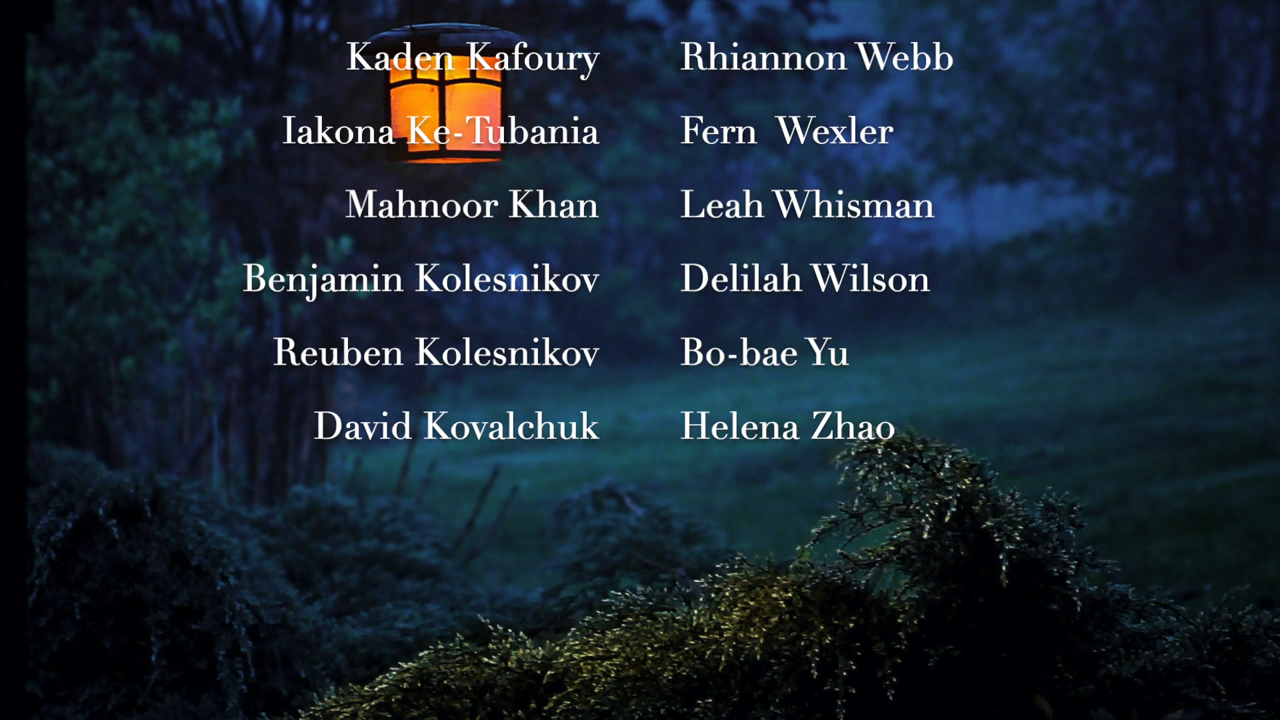 Kaden Kafoury Rhiannon Webb
Iakona Ke-Tubania Fern Wexler
Mahnoor Khan Leah Whisman
Benjamin Kolesnikov Delilah Wilson
Reuben Kolesnikov Bo-bae Yu
David Kovalchuk Helena Zhao